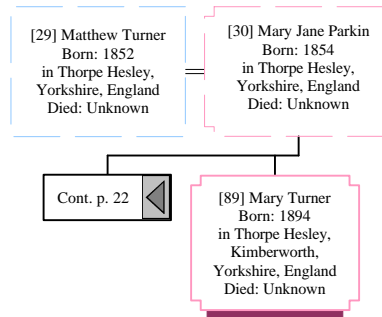 [29] Matthew Turner
Born: 1852
in Thorpe Hesley,
Yorkshire, England
Died: Unknown
[30] Mary Jane Parkin
Born: 1854
in Thorpe Hesley,
Yorkshire, England
Died: Unknown
Cont. p. 22
[89] Mary Turner
Born: 1894
in Thorpe Hesley,
Kimberworth,
Yorkshire, England
Died: Unknown